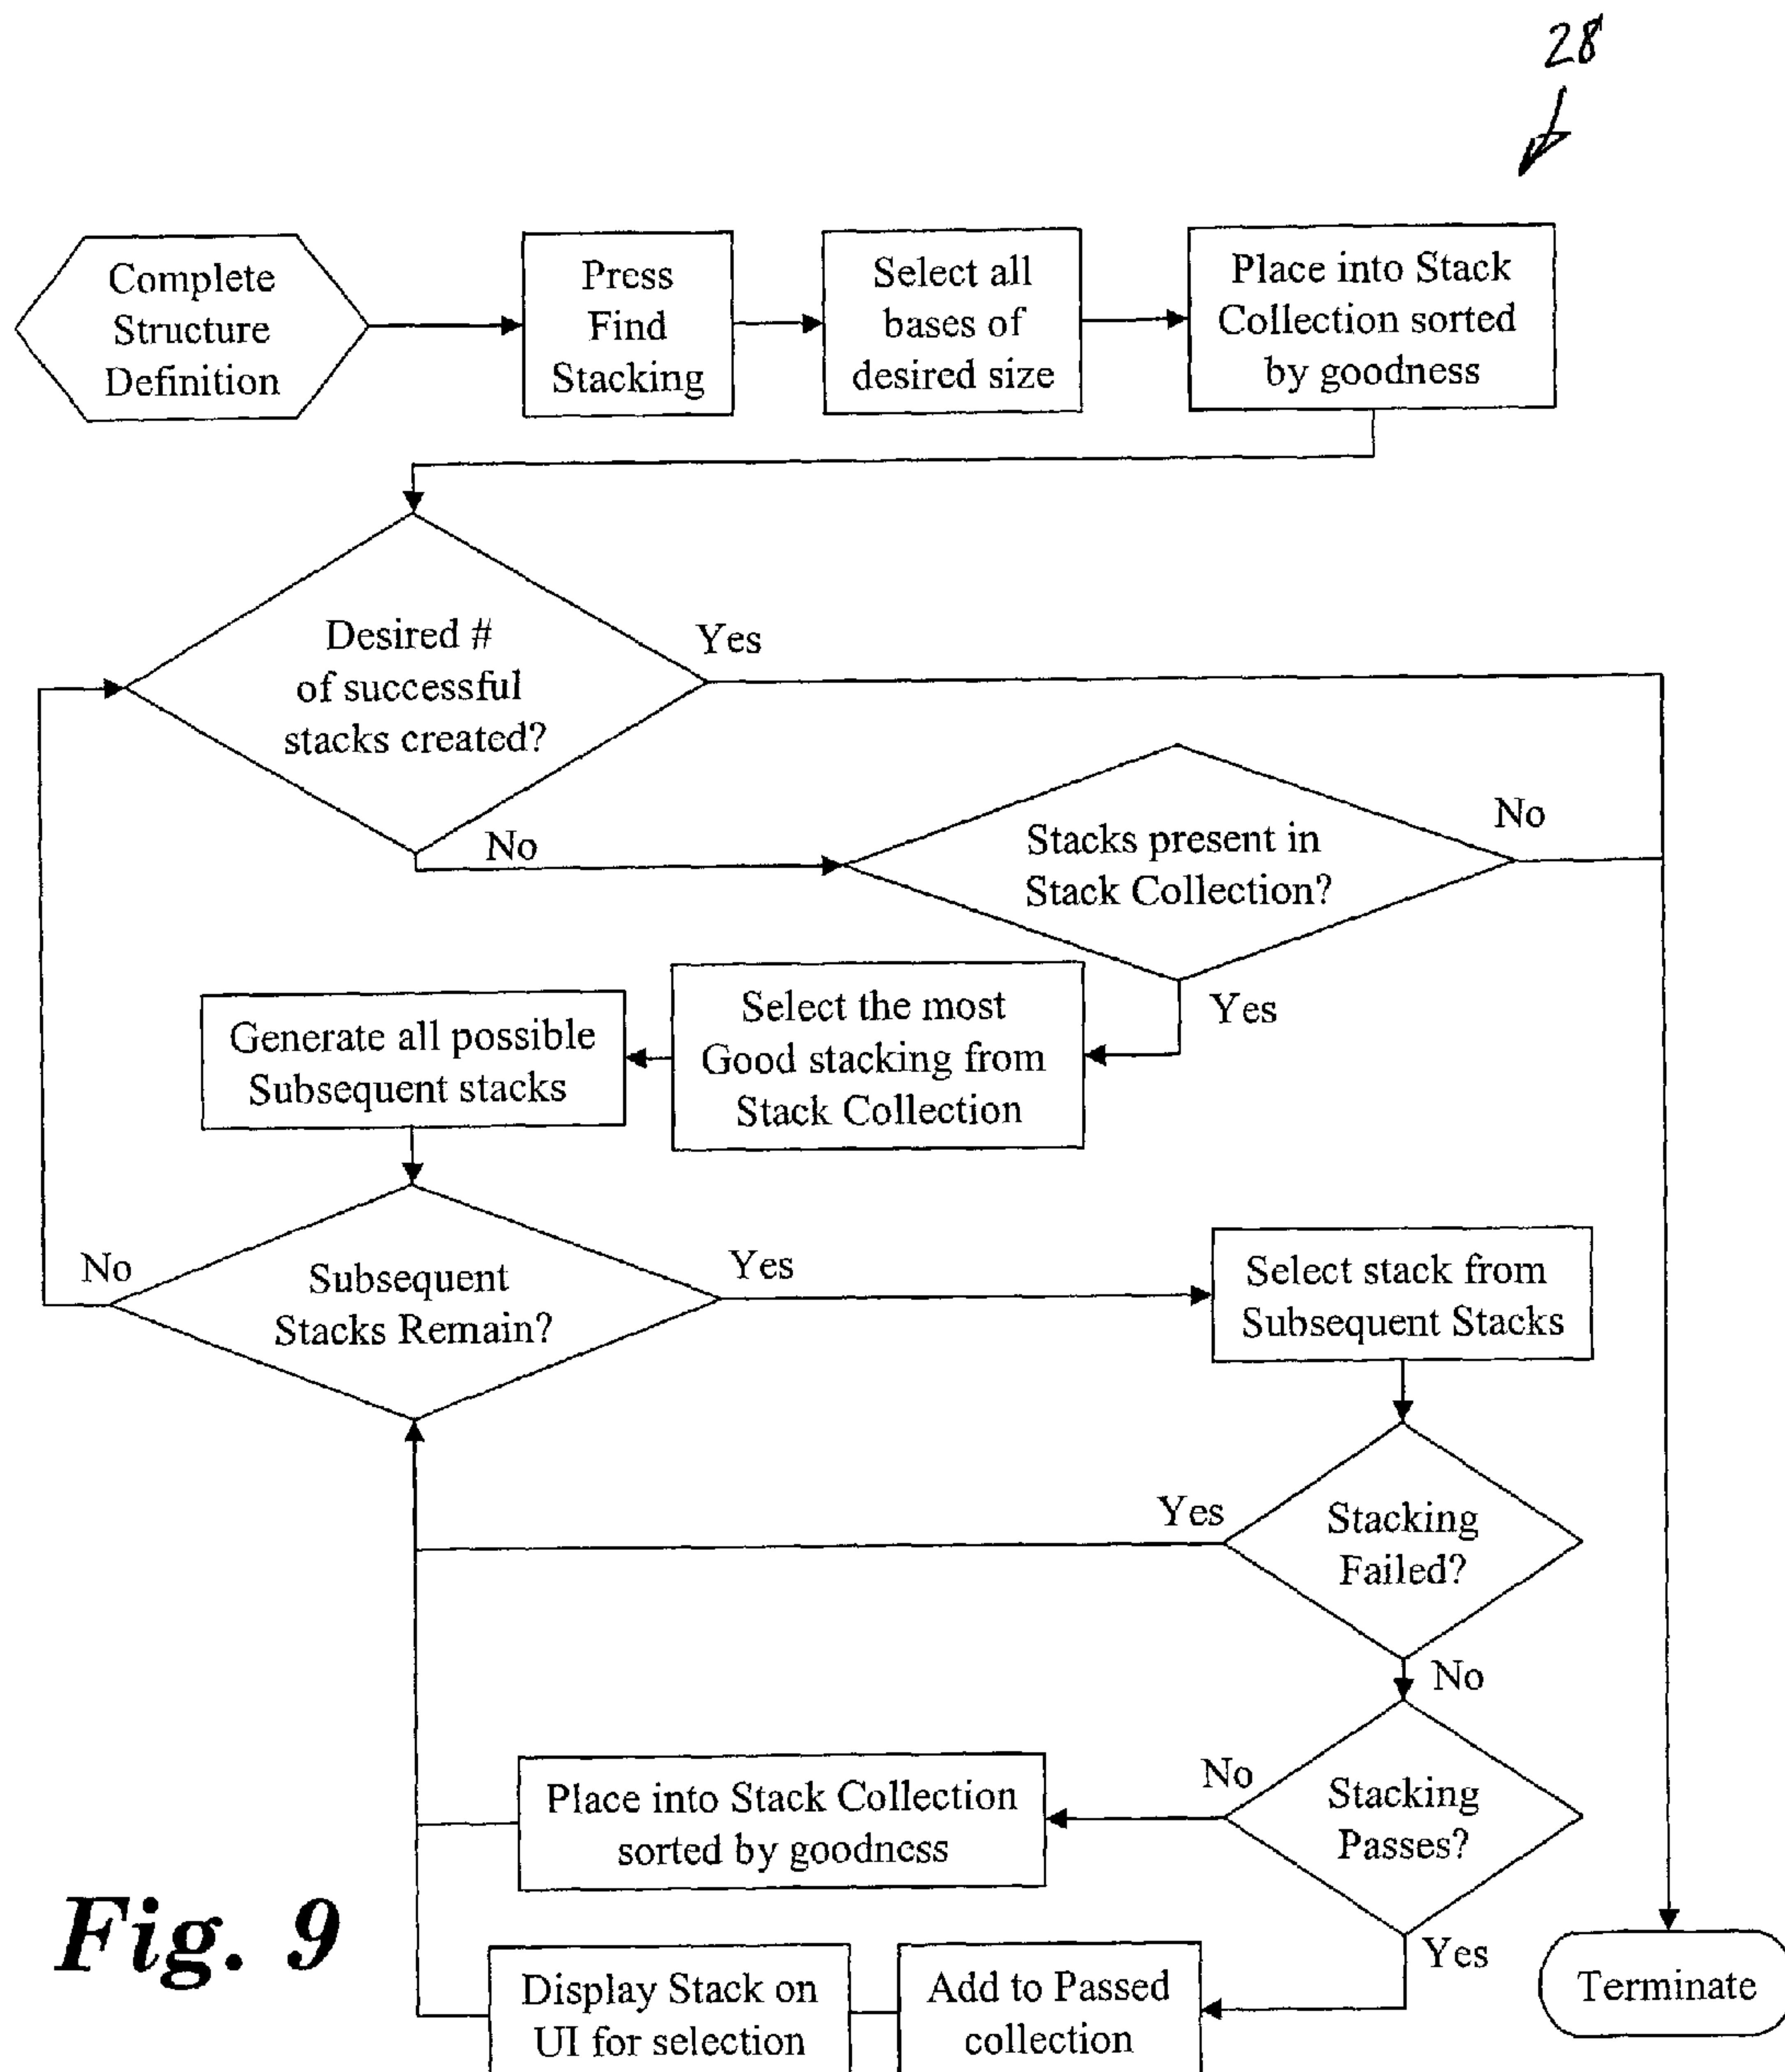 28
Complete
Structure
Definition
Press
Find
Stacking
Select all
bases of
desired size
Place into Stack
Collection sorted
by goodness
Desired #
of successful
stacks created?
Yes
No
Stacks present in
Stack Collection?
No
Yes
Select the most
Good stacking from
Stack Collection
Generate all possible
Subsequent stacks
Subsequent
Stacks Remain?
No
Yes
Select stack from
Subsequent Stacks
Stacking
Failed?
Yes
No
Stacking
Passes?
No
Yes
Place into Stack Collection
sorted by goodness
Add to Passed
collection
Display Stack on
UI for selection
Terminate
Fig. 9